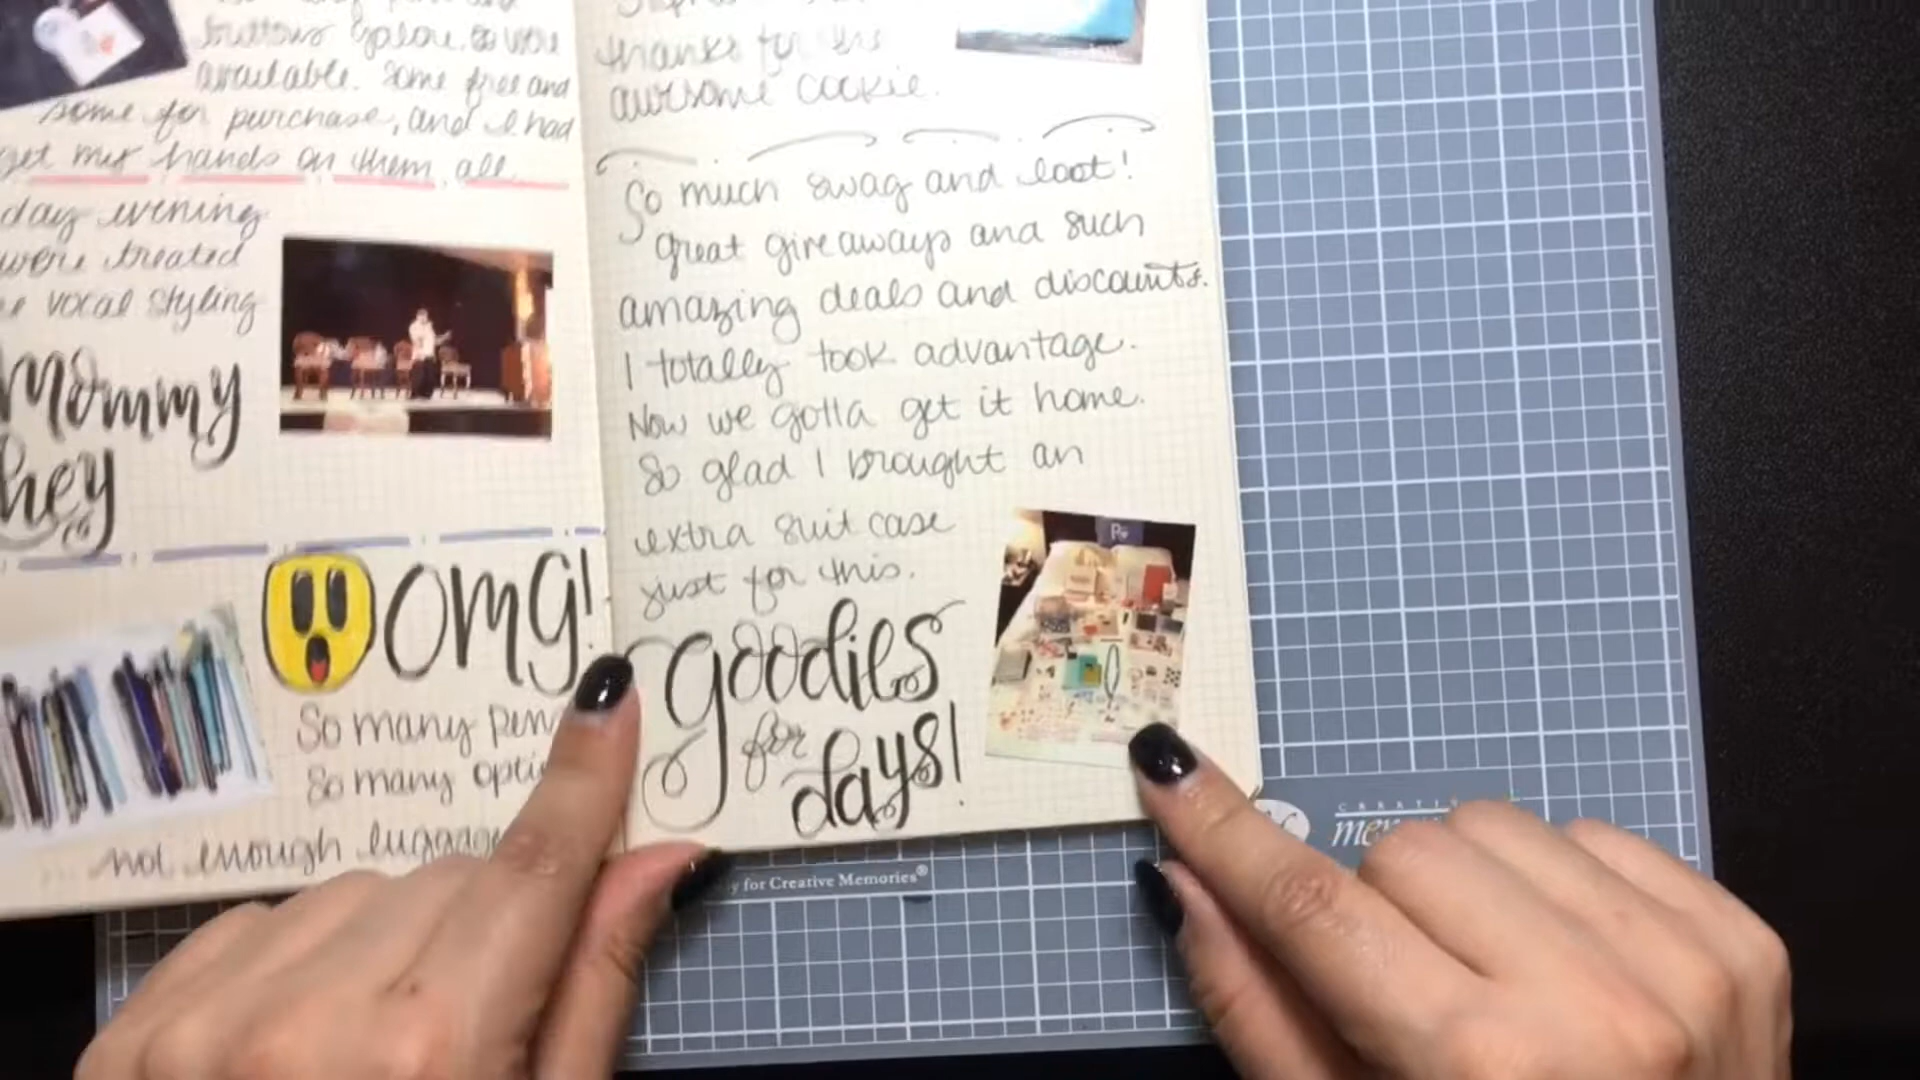 buttons galore, so were
available. Some free and
some for purchase, and I had
get my hands on them all
day evening
were treated
vocal styling
Mommy
hey
OMG!
So many pen
So many opti
not enough luggage
thanks for this
awesome cookie.
So much swag and loot!
great giveaways and such
amazing deals and discounts.
I totally took advantage.
Now we gotta get it home.
So glad I brought an
extra suit case
just for this.
goodies
for
days!
y for Creative Memories®